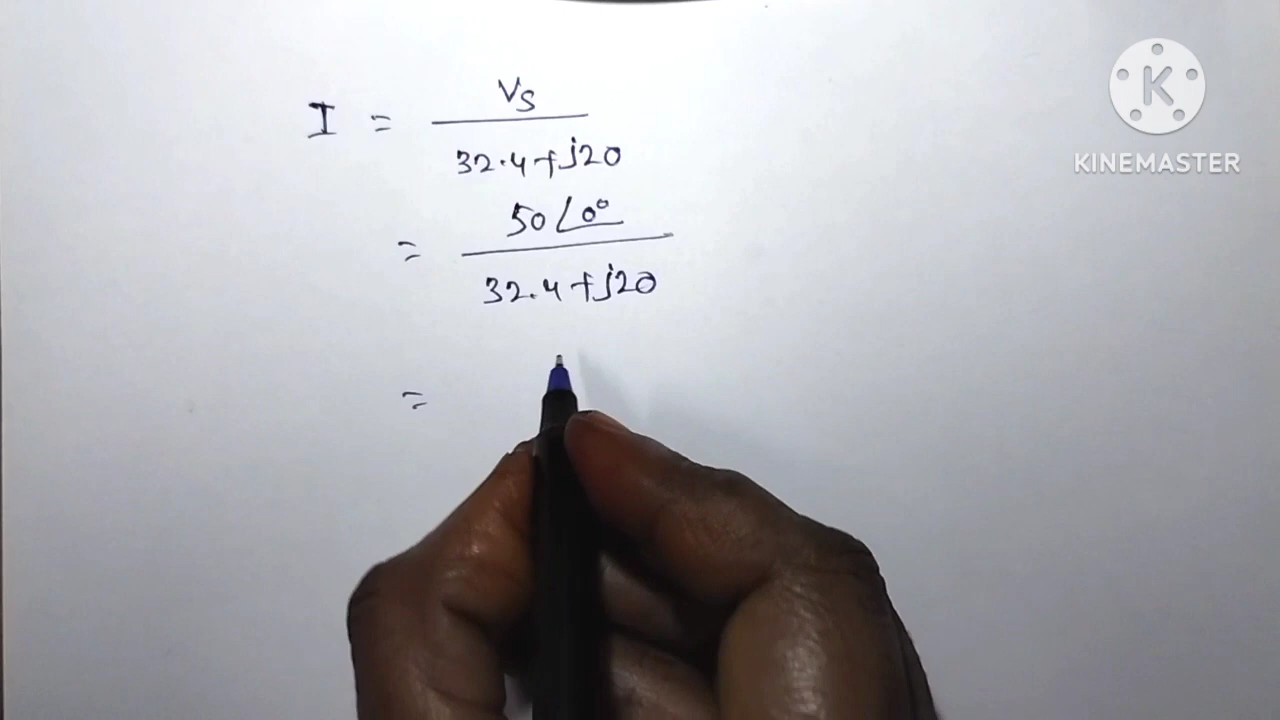 I = Vs / 32.4+j20
= 50∠0° / 32.4+j20
=
K
KINEMASTER